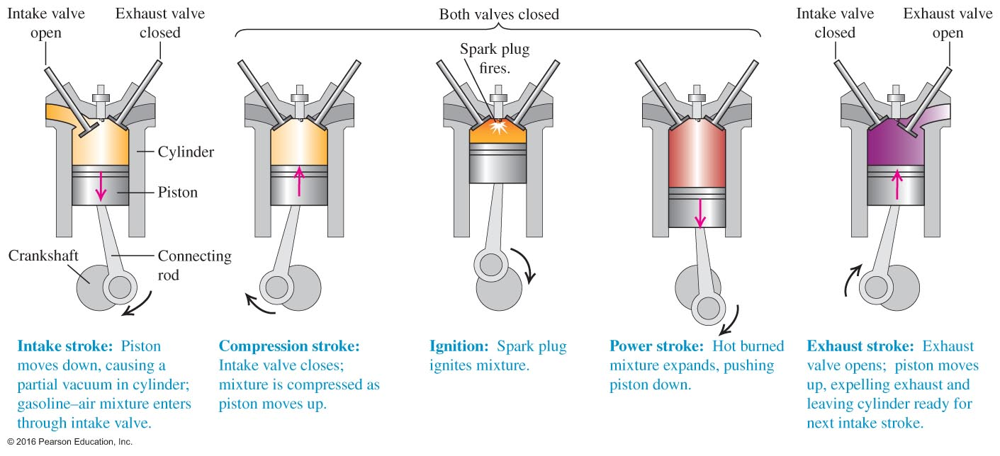 Intake valve
open
Exhaust valve
closed
Both valves closed
Spark plug
fires.
Intake valve
closed
Exhaust valve
open
Cylinder
Piston
Crankshaft
Connecting
rod
Intake stroke: Piston
moves down, causing a
partial vacuum in cylinder;
gasoline–air mixture enters
through intake valve.
Compression stroke:
Intake valve closes;
mixture is compressed as
piston moves up.
Ignition: Spark plug
ignites mixture.
Power stroke: Hot burned
mixture expands, pushing
piston down.
Exhaust stroke: Exhaust
valve opens; piston moves
up, expelling exhaust and
leaving cylinder ready for
next intake stroke.
© 2016 Pearson Education, Inc.